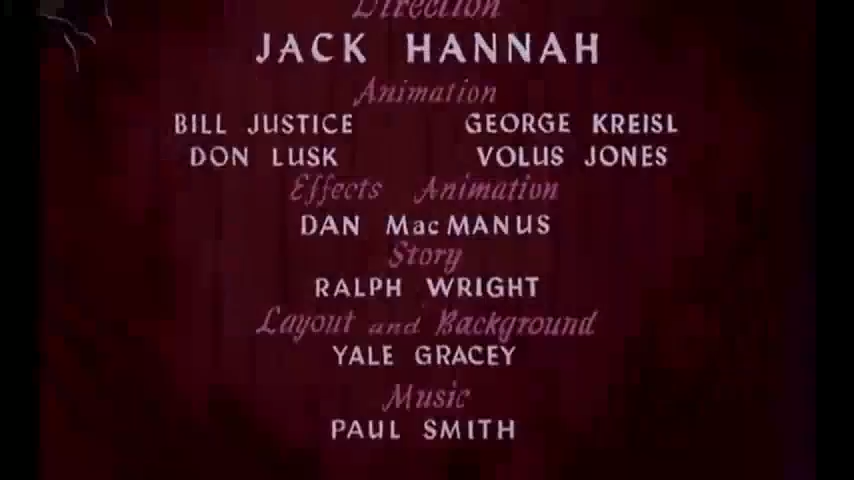 Direction
JACK HANNAH
Animation
BILL JUSTICE GEORGE KREISL
DON LUSK VOLUS JONES
Effects Animation
DAN MacMANUS
Story
RALPH WRIGHT
Layout and Background
YALE GRACEY
Music
PAUL SMITH